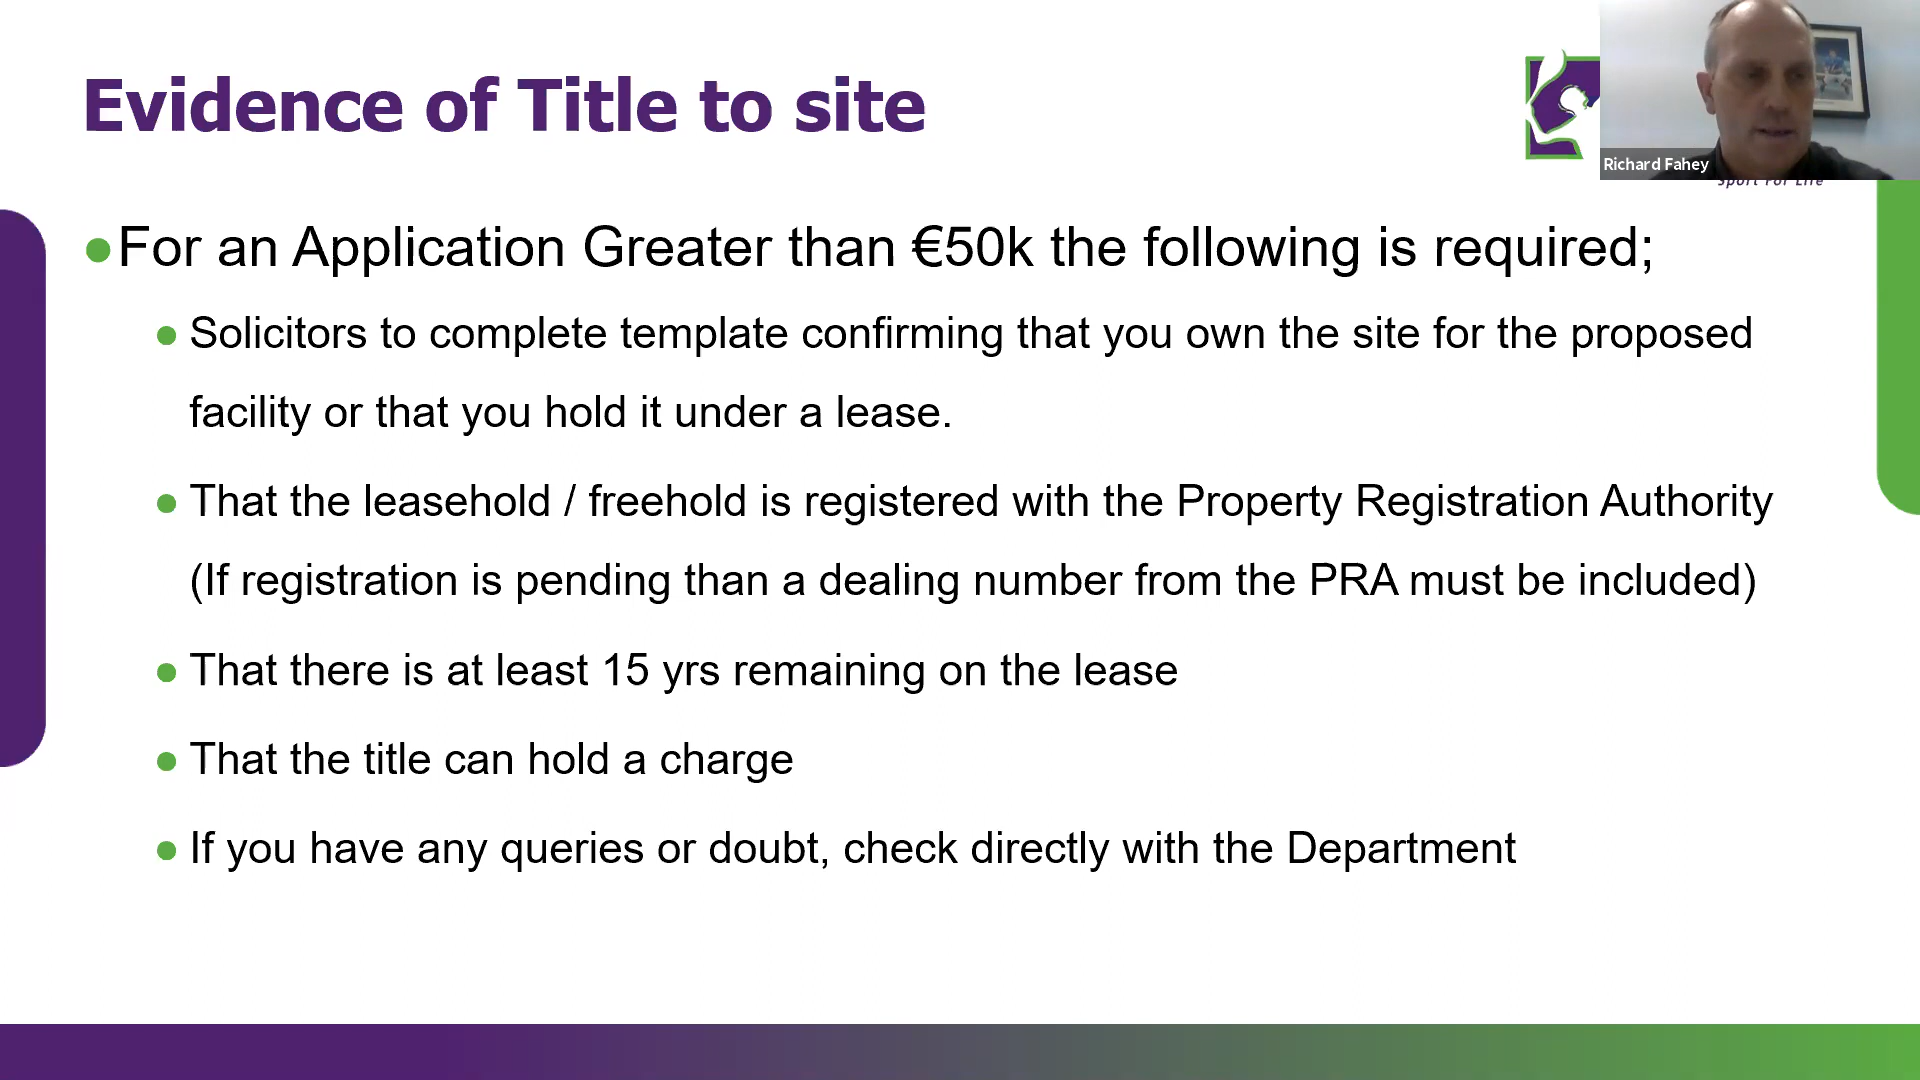 Evidence of Title to site
Richard Fahey
Sport For Life
●For an Application Greater than €50k the following is required;
● Solicitors to complete template confirming that you own the site for the proposed
facility or that you hold it under a lease.
● That the leasehold / freehold is registered with the Property Registration Authority
(If registration is pending than a dealing number from the PRA must be included)
● That there is at least 15 yrs remaining on the lease
● That the title can hold a charge
● If you have any queries or doubt, check directly with the Department